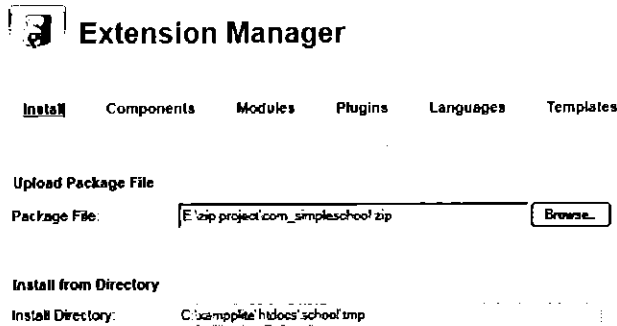 Extension Manager
Install Components Modules Plugins Languages Templates
Upload Package File
Package File: E:\zip project\com_simpleschool.zip Browse...
Install from Directory
Install Directory: C:\xampplite\htdocs\school\tmp